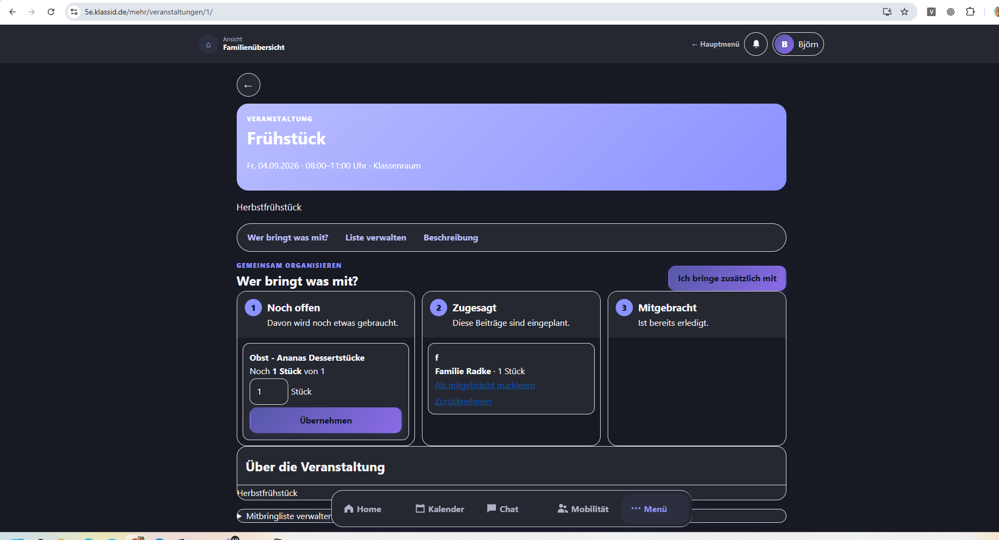 5e.klassid.de/mehr/veranstaltungen/1/
V
Ansicht
Familienübersicht
← Hauptmenü
B Björn
←
VERANSTALTUNG
Frühstück
Fr, 04.09.2026 · 08:00–11:00 Uhr · Klassenraum
Herbstfrühstück
Wer bringt was mit? Liste verwalten Beschreibung
GEMEINSAM ORGANISIEREN
Wer bringt was mit?
Ich bringe zusätzlich mit
1 Noch offen
Davon wird noch etwas gebraucht.
Obst - Ananas Dessertstücke
Noch 1 Stück von 1
1 Stück
Übernehmen
2 Zugesagt
Diese Beiträge sind eingeplant.
f
Familie Radke · 1 Stück
Als mitgebracht markieren
Zurücknehmen
3 Mitgebracht
Ist bereits erledigt.
Über die Veranstaltung
Herbstfrühstück
Mitbringliste verwalten
Home Kalender Chat Mobilität ··· Menü